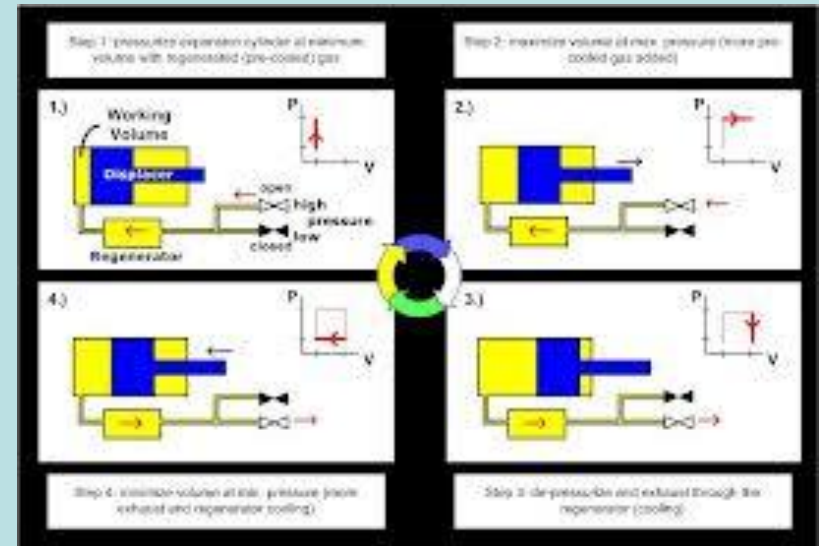 Step 1: pressurize expansion cylinder at minimum
volume with regenerated (pre-cooled) gas
Step 2: maximize volume at max. pressure (more pre-
cooled gas added)
1.)
Working
Volume
Displacer
P
V
open
high
pressure
low
closed
Regenerator
2.)
P
V
4.)
P
V
3.)
P
V
Step 4: minimize volume at min. pressure (more
exhaust and regenerator cooling)
Step 3: de-pressurize and exhaust through the
regenerator (cooling)